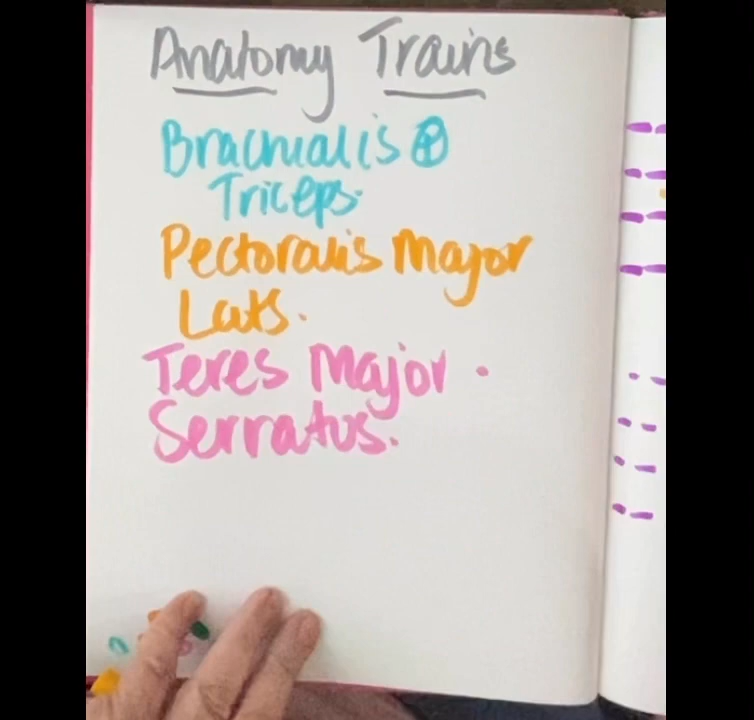 Anatomy Trains
Brachialis
Triceps.
Pectoralis Major
Lats.
Teres Major .
Serratus.